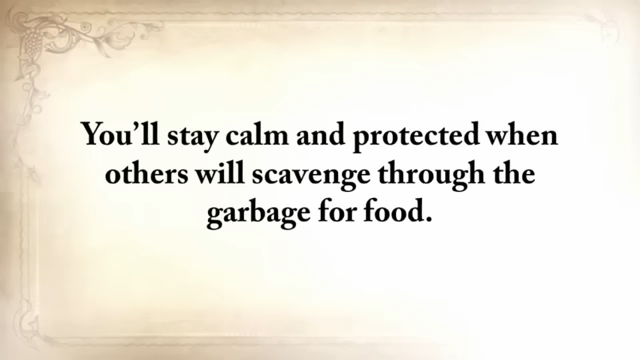 You’ll stay calm and protected when
others will scavenge through the
garbage for food.